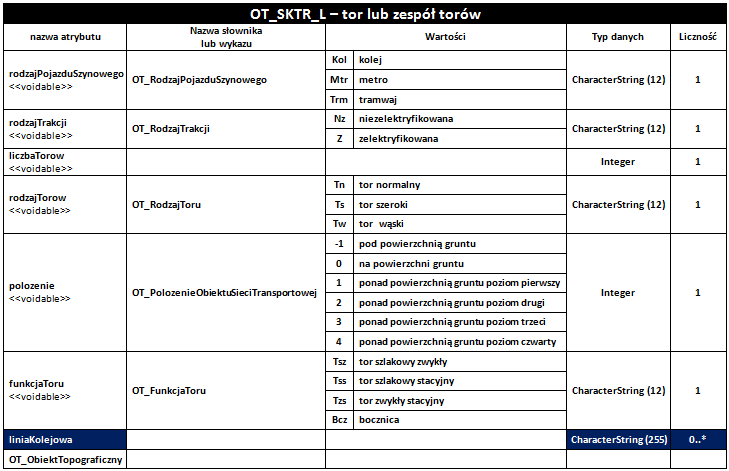 OT_SKTR_L – tor lub zespół torów
nazwa atrybutu
Nazwa słownika
lub wykazu
Wartości
Typ danych
Liczność
rodzajPojazduSzynowego
<<voidable>>
OT_RodzajPojazduSzynowego
Kol kolej
Mtr metro
Trm tramwaj
CharacterString (12)
1
rodzajTrakcji
<<voidable>>
OT_RodzajTrakcji
Nz niezelektryfikowana
Z zelektryfikowana
CharacterString (12)
1
liczbaTorow
<<voidable>>
Integer
1
rodzajTorow
<<voidable>>
OT_RodzajToru
Tn tor normalny
Ts tor szeroki
Tw tor wąski
CharacterString (12)
1
polozenie
<<voidable>>
OT_PolozenieObiektuSieciTransportowej
-1 pod powierzchnią gruntu
0 na powierzchni gruntu
1 ponad powierzchnią gruntu poziom pierwszy
2 ponad powierzchnią gruntu poziom drugi
3 ponad powierzchnią gruntu poziom trzeci
4 ponad powierzchnią gruntu poziom czwarty
Integer
1
funkcjaToru
<<voidable>>
OT_FunkcjaToru
Tsz tor szlakowy zwykły
Tss tor szlakowy stacyjny
Tzs tor zwykły stacyjny
Bcz bocznica
CharacterString (12)
1
liniaKolejowa
CharacterString (255)
0..*
OT_ObiektTopograficzny